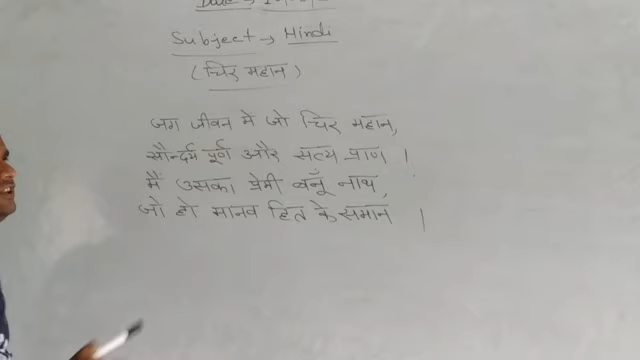 Subject → Hindi
(चिर महान)
जग जीवन में जो चिर महान,
सौन्दर्य पूर्ण और सत्य प्राण ।
मैं उसका प्रेमी बनूँ नाथ,
जो हो मानव हित के समान ।